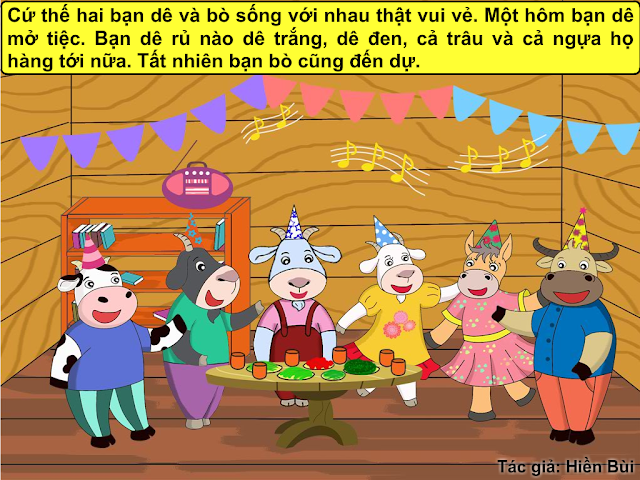 Cứ thế hai bạn dê và bò sống với nhau thật vui vẻ. Một hôm bạn dê
mở tiệc. Bạn dê rủ nào dê trắng, dê đen, cả trâu và cả ngựa họ
hàng tới nữa. Tất nhiên bạn bò cũng đến dự.
Tác giả: Hiền Bùi